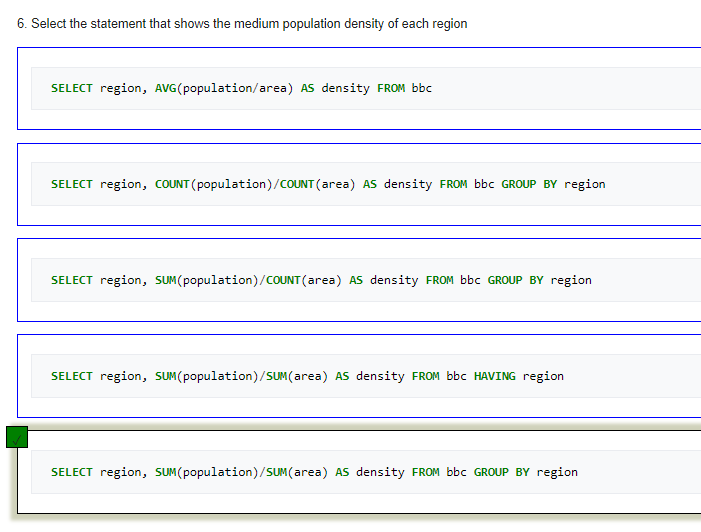 6. Select the statement that shows the medium population density of each region
SELECT region, AVG(population/area) AS density FROM bbc
SELECT region, COUNT(population)/COUNT(area) AS density FROM bbc GROUP BY region
SELECT region, SUM(population)/COUNT(area) AS density FROM bbc GROUP BY region
SELECT region, SUM(population)/SUM(area) AS density FROM bbc HAVING region
SELECT region, SUM(population)/SUM(area) AS density FROM bbc GROUP BY region